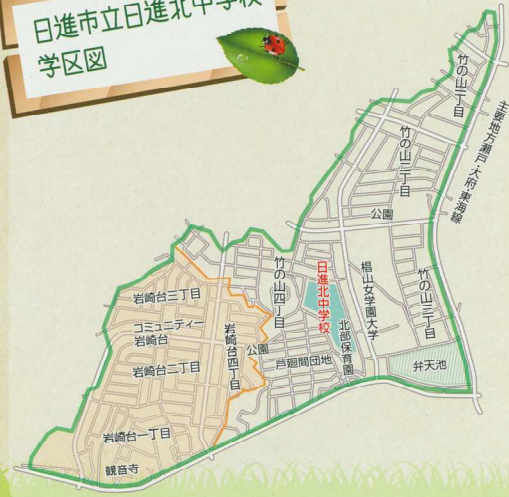 日進市立日進北中学校
学区図
竹の山一丁目
主要地方瀬戸・大府・東海線
竹の山二丁目
公園
竹の山三丁目
椙山女学園大学
日進北中学校
北部保育園
竹の山四丁目
芦廻間団地
弁天池
公園
岩崎台四丁目
岩崎台三丁目
コミュニティー
岩崎台
岩崎台二丁目
岩崎台一丁目
観音寺